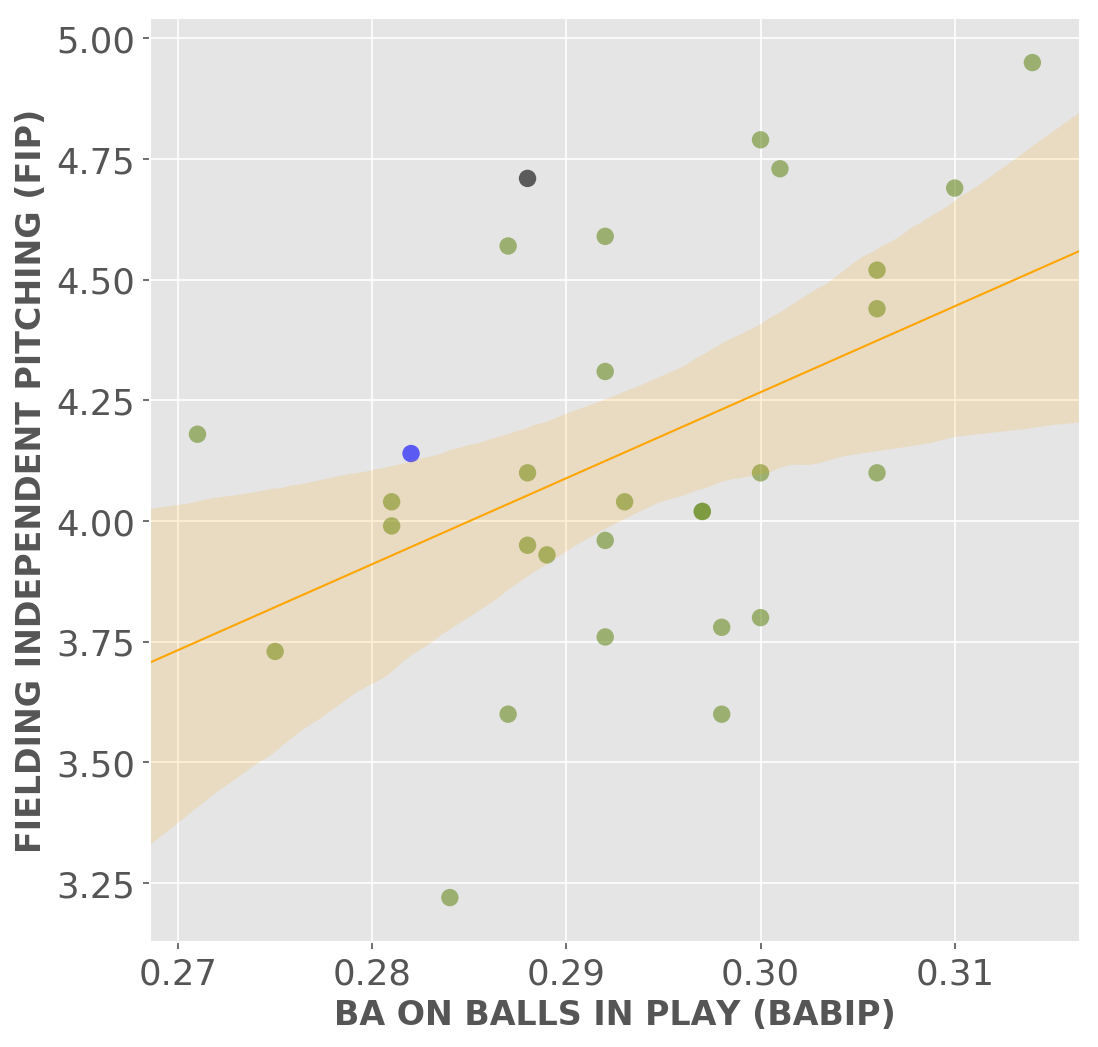 5.00
4.75
4.50
4.25
4.00
3.75
3.50
3.25
FIELDING INDEPENDENT PITCHING (FIP)
0.27 0.28 0.29 0.30 0.31
BA ON BALLS IN PLAY (BABIP)